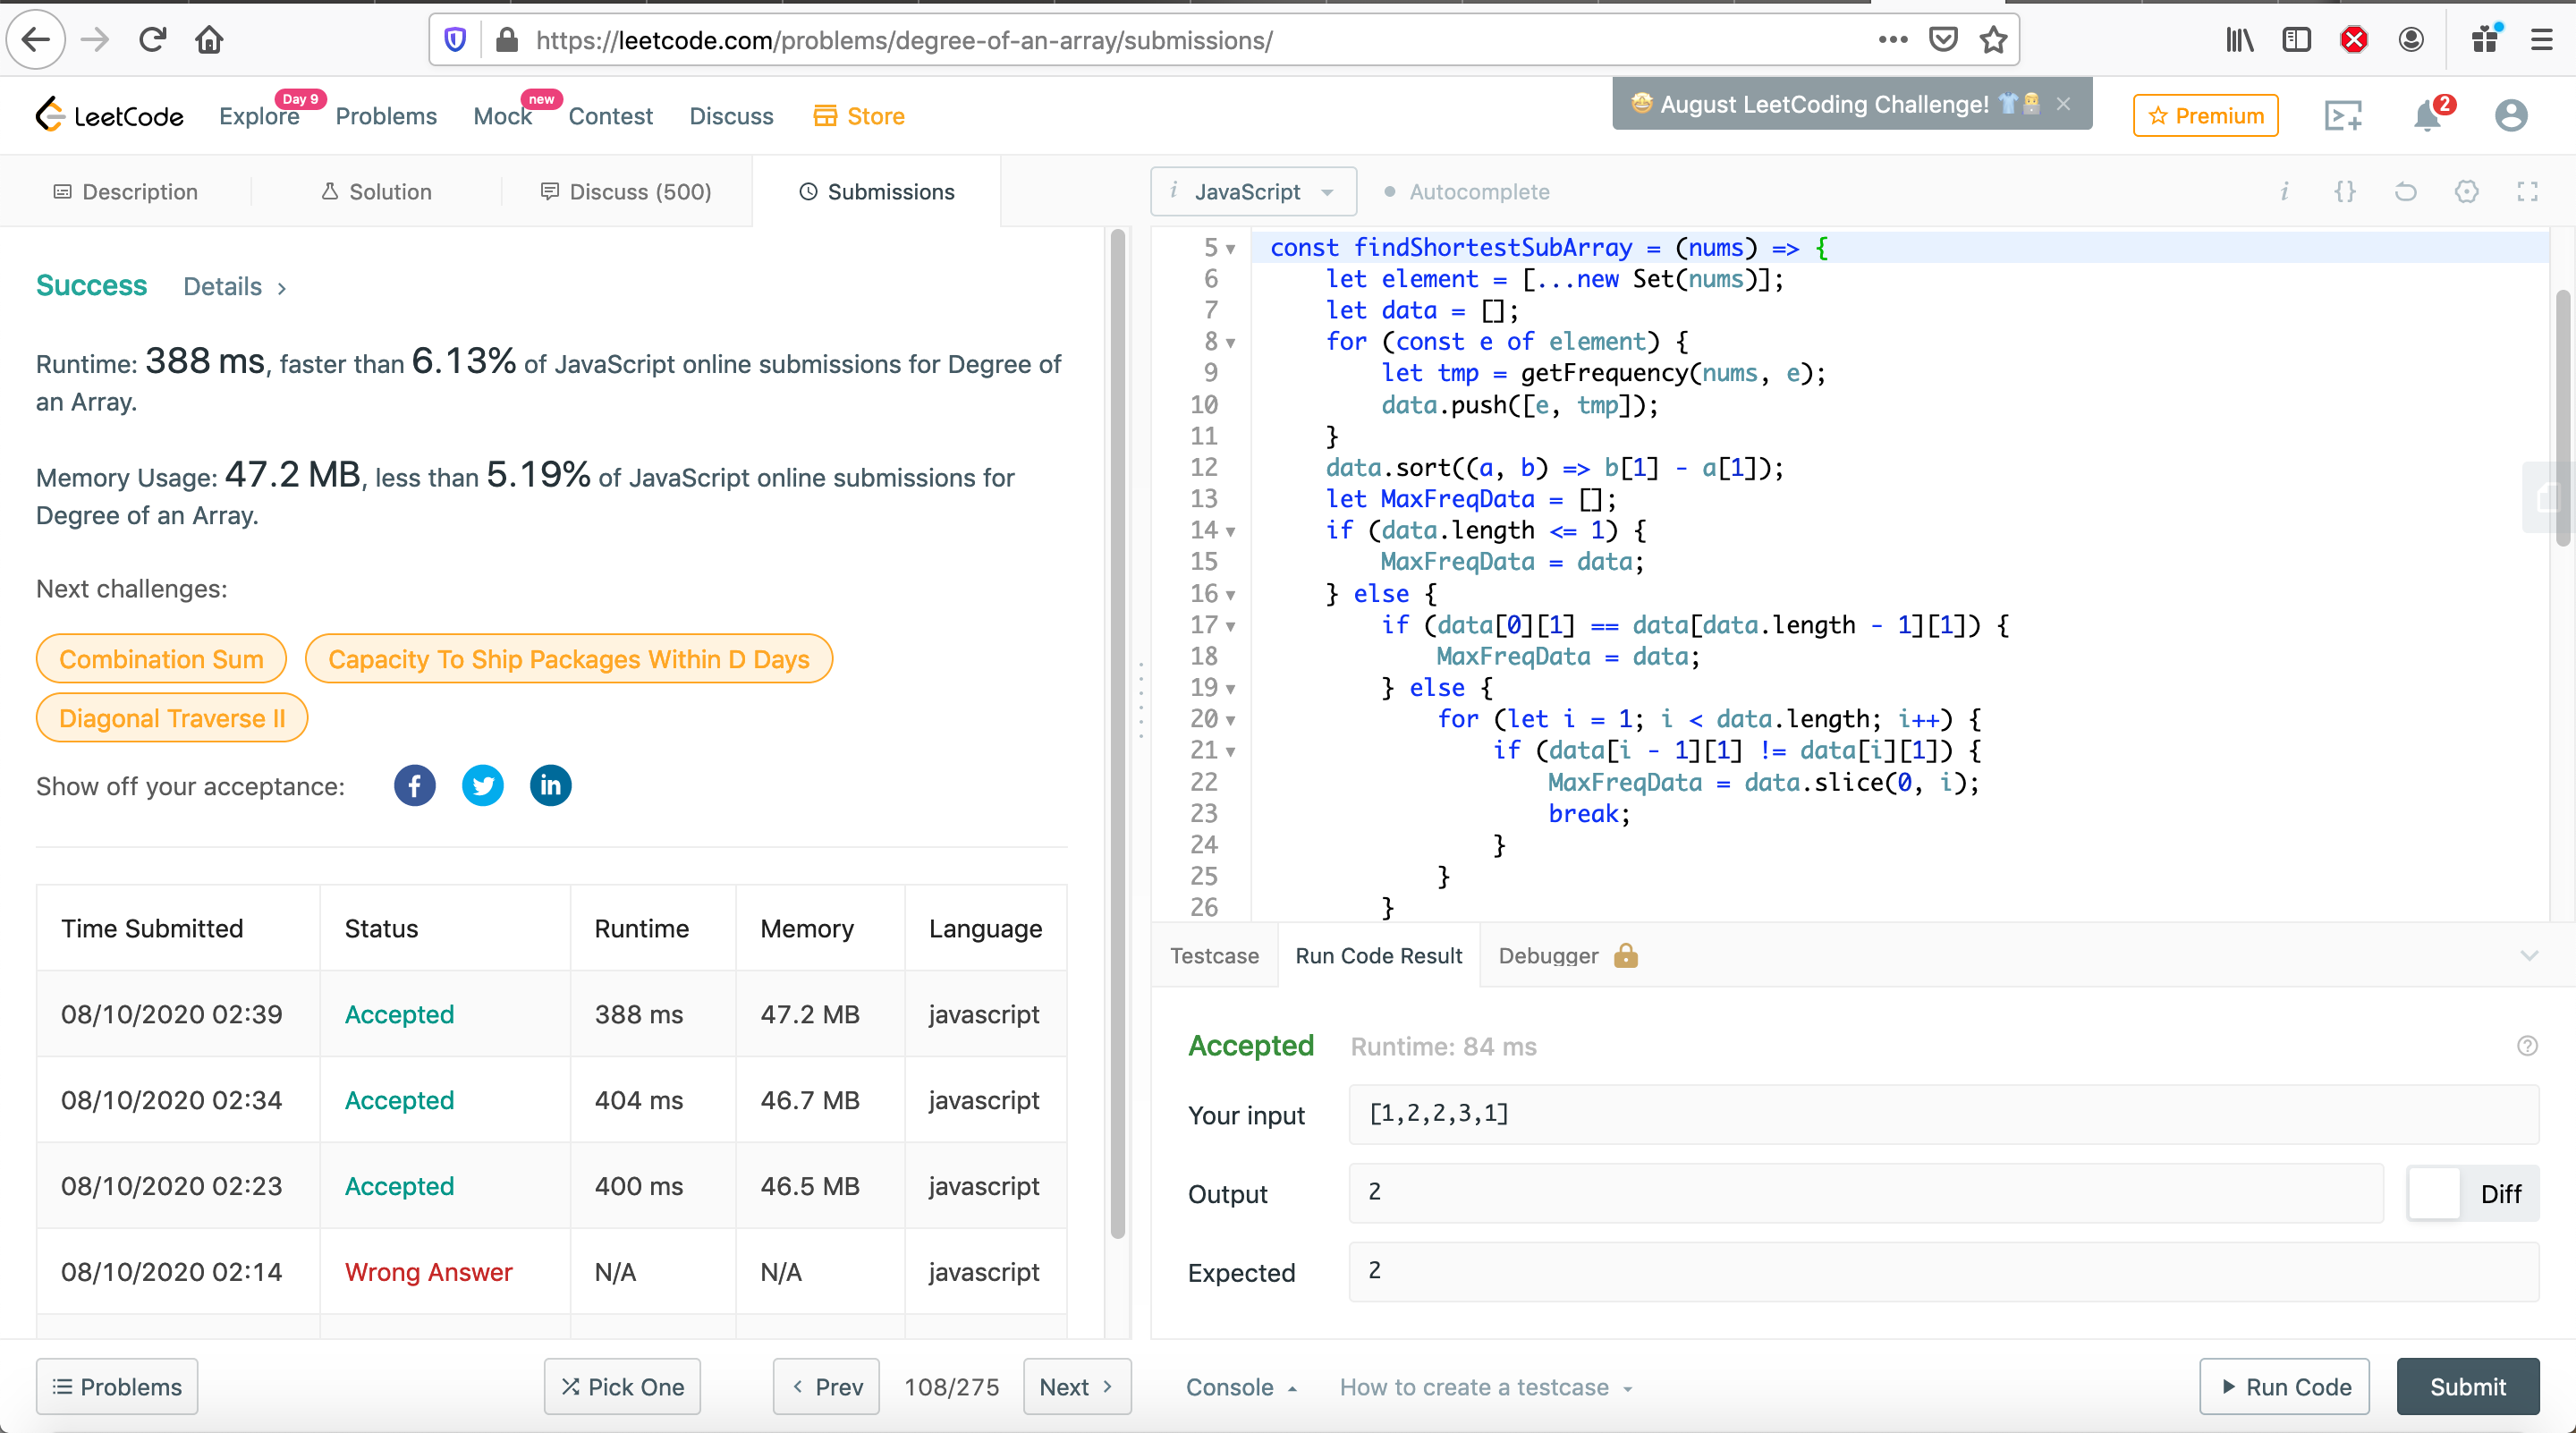 https://leetcode.com/problems/degree-of-an-array/submissions/
LeetCode
Explore
Day 9
Problems
Mock
new
Contest
Discuss
Store
🤩 August LeetCoding Challenge!
Premium
2
Description
Solution
Discuss (500)
Submissions
i JavaScript
Autocomplete
i {}
Success Details >
Runtime: 388 ms, faster than 6.13% of JavaScript online submissions for Degree of
an Array.
Memory Usage: 47.2 MB, less than 5.19% of JavaScript online submissions for
Degree of an Array.
Next challenges:
Combination Sum
Capacity To Ship Packages Within D Days
Diagonal Traverse II
Show off your acceptance:
Time Submitted Status Runtime Memory Language
08/10/2020 02:39 Accepted 388 ms 47.2 MB javascript
08/10/2020 02:34 Accepted 404 ms 46.7 MB javascript
08/10/2020 02:23 Accepted 400 ms 46.5 MB javascript
08/10/2020 02:14 Wrong Answer N/A N/A javascript
5 const findShortestSubArray = (nums) => {
6 let element = [...new Set(nums)];
7 let data = [];
8 for (const e of element) {
9 let tmp = getFrequency(nums, e);
10 data.push([e, tmp]);
11 }
12 data.sort((a, b) => b[1] - a[1]);
13 let MaxFreqData = [];
14 if (data.length <= 1) {
15 MaxFreqData = data;
16 } else {
17 if (data[0][1] == data[data.length - 1][1]) {
18 MaxFreqData = data;
19 } else {
20 for (let i = 1; i < data.length; i++) {
21 if (data[i - 1][1] != data[i][1]) {
22 MaxFreqData = data.slice(0, i);
23 break;
24 }
25 }
26 }
Testcase
Run Code Result
Debugger
Accepted Runtime: 84 ms
Your input [1,2,2,3,1]
Output 2
Diff
Expected 2
Problems
Pick One
< Prev
108/275
Next >
Console
How to create a testcase
Run Code
Submit